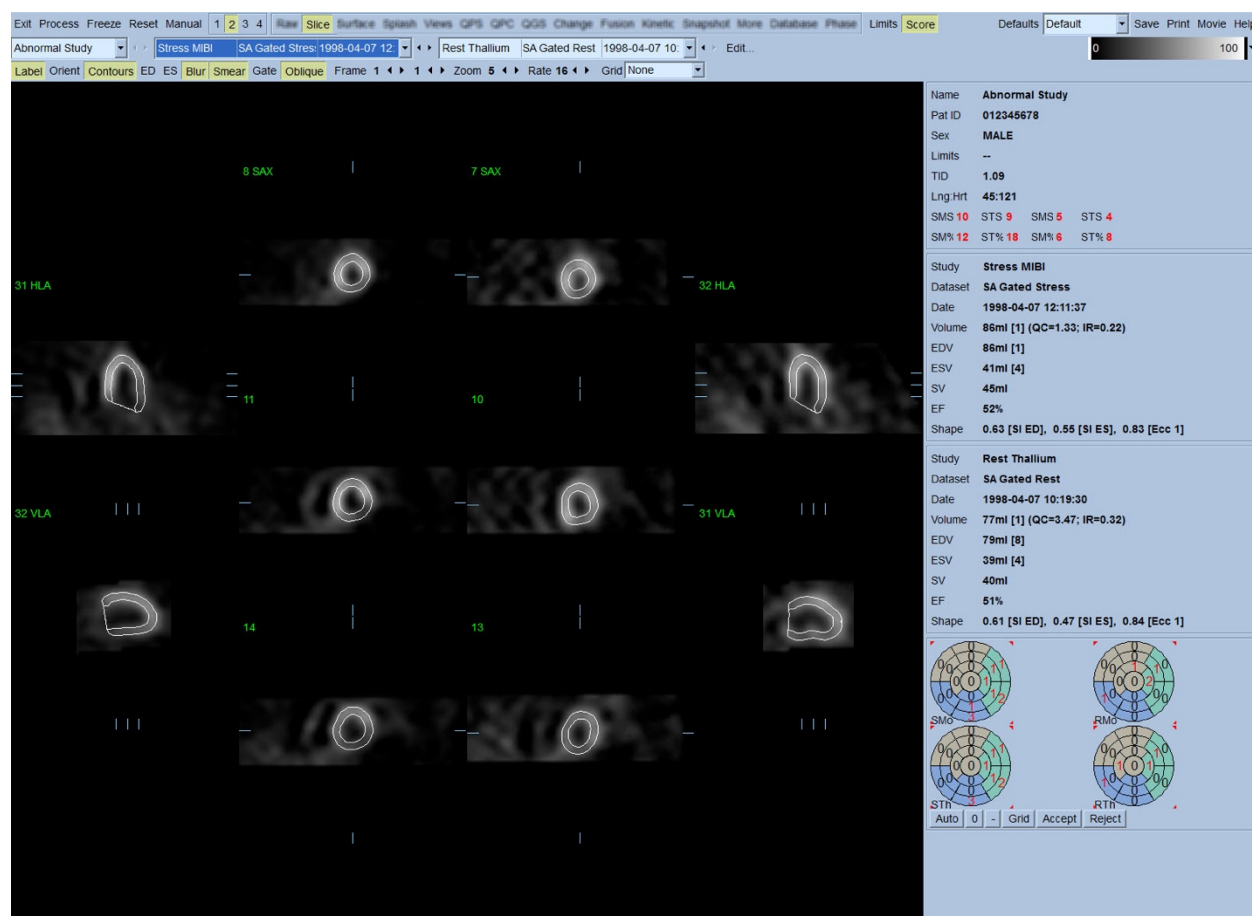 Exit Process Freeze Reset Manual 1 2 3 4 Raw Slice Surface Splash Views QPS QPC QGS Change Fusion Kinetic Snapshot More Database Phase Limits Score Defaults Default Save Print Movie Help
Abnormal Study Stress MIBI SA Gated Stres: 1998-04-07 12: Rest Thallium SA Gated Rest 1998-04-07 10: Edit... 0 100
Label Orient Contours ED ES Blur Smear Gate Oblique Frame 1 1 Zoom 5 Rate 16 Grid None
8 SAX 7 SAX
31 HLA 32 HLA
11 10
32 VLA 31 VLA
14 13
Name Abnormal Study
Pat ID 012345678
Sex MALE
Limits --
TID 1.09
Lng:Hrt 45:121
SMS 10 STS 9 SMS 5 STS 4
SM% 12 ST% 18 SM% 6 ST% 8
Study Stress MIBI
Dataset SA Gated Stress
Date 1998-04-07 12:11:37
Volume 86ml [1] (QC=1.33; IR=0.22)
EDV 86ml [1]
ESV 41ml [4]
SV 45ml
EF 52%
Shape 0.63 [SI ED], 0.55 [SI ES], 0.83 [Ecc 1]
Study Rest Thallium
Dataset SA Gated Rest
Date 1998-04-07 10:19:30
Volume 77ml [1] (QC=3.47; IR=0.32)
EDV 79ml [8]
ESV 39ml [4]
SV 40ml
EF 51%
Shape 0.61 [SI ED], 0.47 [SI ES], 0.84 [Ecc 1]
SMo RMo
STh RTh
Auto 0 - Grid Accept Reject